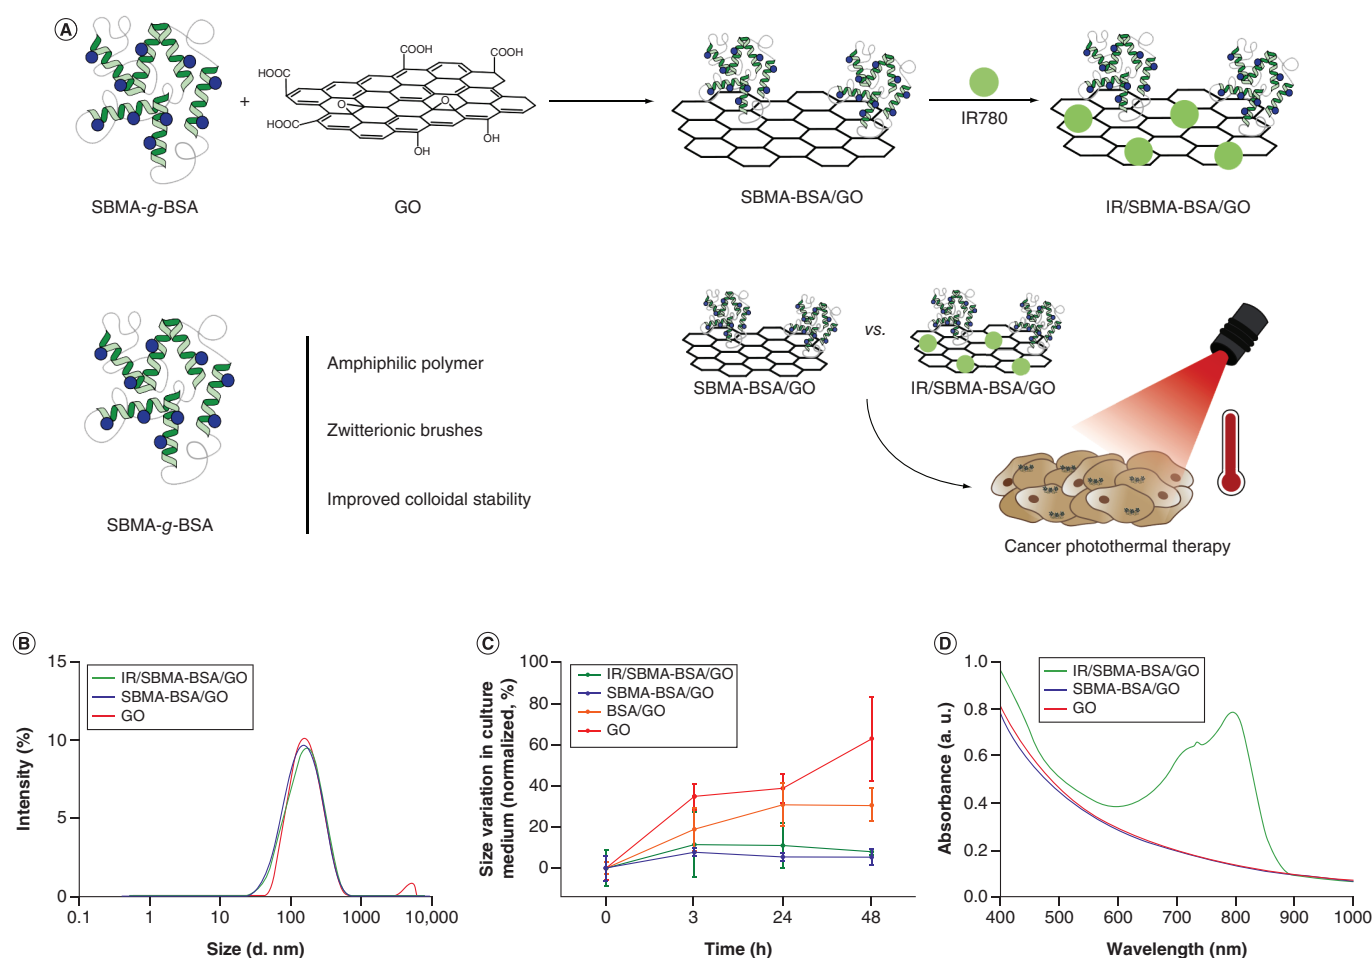 A
COOH
COOH
HOOC
HOOC
O
O
OH
OH
+
IR780
SBMA-g-BSA
GO
SBMA-BSA/GO
IR/SBMA-BSA/GO
SBMA-g-BSA
Amphiphilic polymer
Zwitterionic brushes
Improved colloidal stability
vs.
SBMA-BSA/GO
IR/SBMA-BSA/GO
Cancer photothermal therapy
B
Intensity (%)
15
10
5
0
IR/SBMA-BSA/GO
SBMA-BSA/GO
GO
0.1
1
10
100
1000
10,000
Size (d. nm)
C
Size variation in culture
medium (normalized, %)
100
80
60
40
20
0
IR/SBMA-BSA/GO
SBMA-BSA/GO
BSA/GO
GO
0
3
24
48
Time (h)
D
Absorbance (a. u.)
1.0
0.8
0.6
0.4
0.2
0.0
IR/SBMA-BSA/GO
SBMA-BSA/GO
GO
400
500
600
700
800
900
1000
Wavelength (nm)